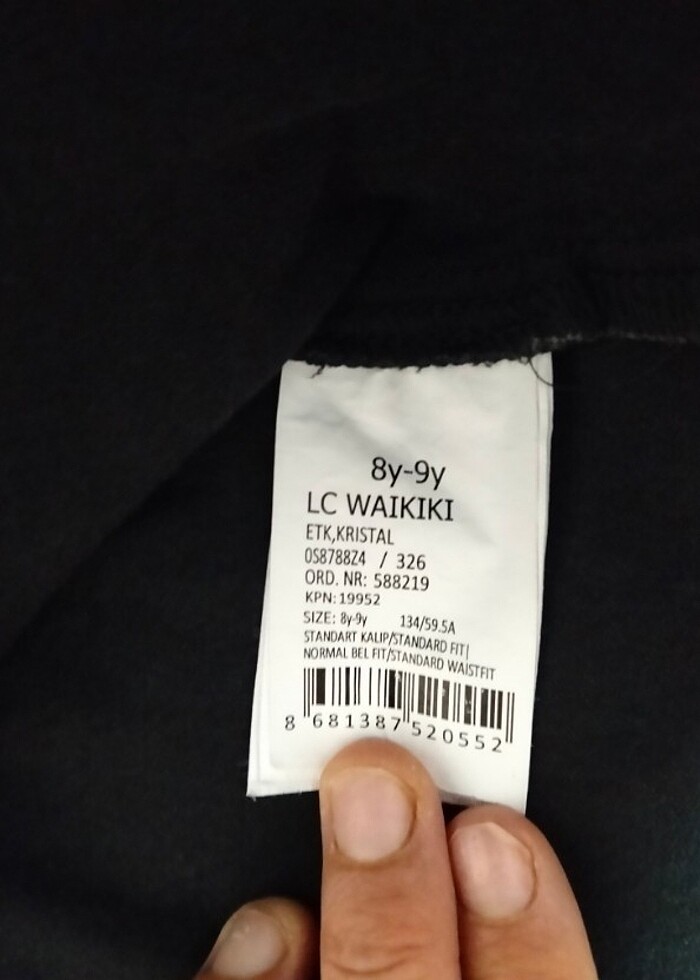 8y-9y
LC WAIKIKI
ETK,KRISTAL
0S8788Z4 / 326
ORD. NR: 588219
KPN:19952
SIZE: 8y-9y 134/59.5A
STANDART KALIP/STANDARD FIT|
NORMAL BEL FIT/STANDARD WAISTFIT
8 681387 520552